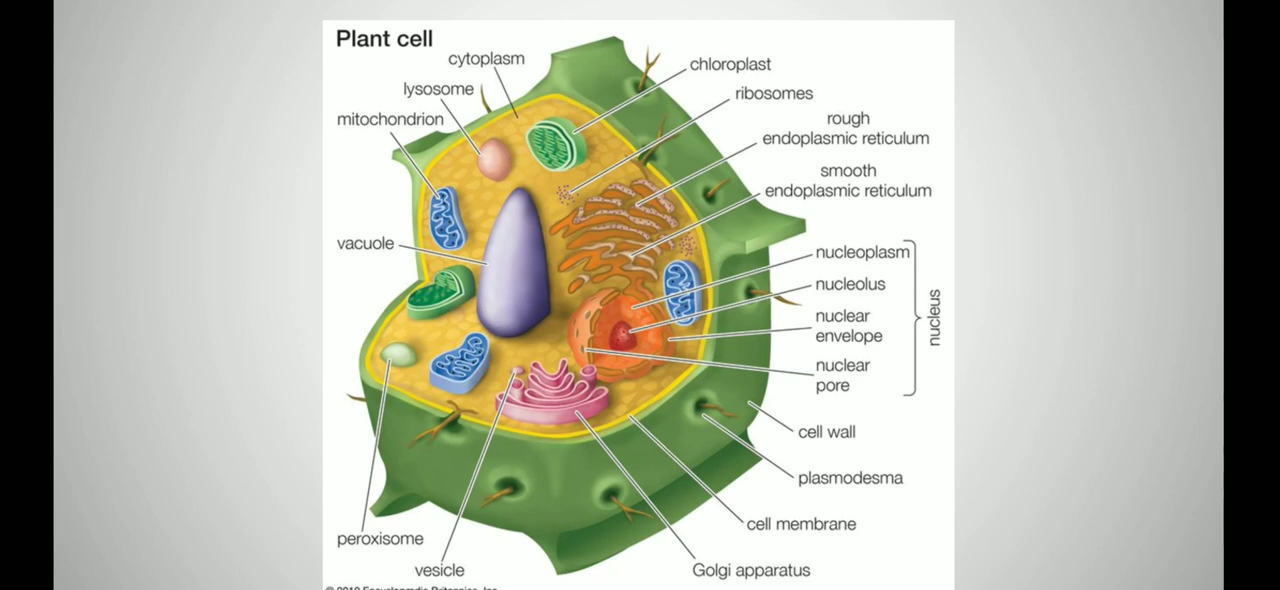 Plant cell
cytoplasm
chloroplast
lysosome
ribosomes
mitochondrion
rough
endoplasmic reticulum
smooth
endoplasmic reticulum
vacuole
nucleoplasm
nucleolus
nuclear
envelope
nucleus
nuclear
pore
cell wall
plasmodesma
cell membrane
peroxisome
vesicle
Golgi apparatus